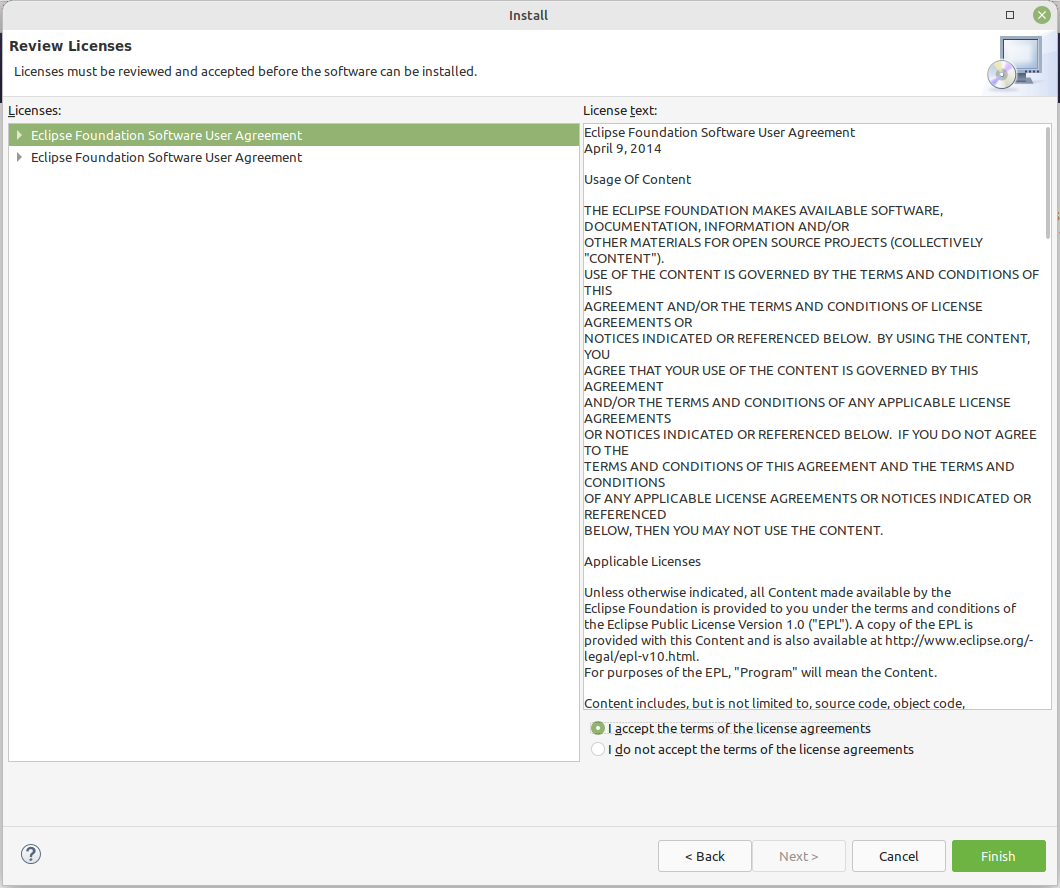 Install
Review Licenses
Licenses must be reviewed and accepted before the software can be installed.
Licenses:
Eclipse Foundation Software User Agreement
Eclipse Foundation Software User Agreement
License text:
Eclipse Foundation Software User Agreement
April 9, 2014
Usage Of Content
THE ECLIPSE FOUNDATION MAKES AVAILABLE SOFTWARE,
DOCUMENTATION, INFORMATION AND/OR
OTHER MATERIALS FOR OPEN SOURCE PROJECTS (COLLECTIVELY
"CONTENT").
USE OF THE CONTENT IS GOVERNED BY THE TERMS AND CONDITIONS OF
THIS
AGREEMENT AND/OR THE TERMS AND CONDITIONS OF LICENSE
AGREEMENTS OR
NOTICES INDICATED OR REFERENCED BELOW.  BY USING THE CONTENT,
YOU
AGREE THAT YOUR USE OF THE CONTENT IS GOVERNED BY THIS
AGREEMENT
AND/OR THE TERMS AND CONDITIONS OF ANY APPLICABLE LICENSE
AGREEMENTS
OR NOTICES INDICATED OR REFERENCED BELOW.  IF YOU DO NOT AGREE
TO THE
TERMS AND CONDITIONS OF THIS AGREEMENT AND THE TERMS AND
CONDITIONS
OF ANY APPLICABLE LICENSE AGREEMENTS OR NOTICES INDICATED OR
REFERENCED
BELOW, THEN YOU MAY NOT USE THE CONTENT.
Applicable Licenses
Unless otherwise indicated, all Content made available by the
Eclipse Foundation is provided to you under the terms and conditions of
the Eclipse Public License Version 1.0 ("EPL"). A copy of the EPL is
provided with this Content and is also available at http://www.eclipse.org/-
legal/epl-v10.html.
For purposes of the EPL, "Program" will mean the Content.
Content includes, but is not limited to, source code, object code,
I accept the terms of the license agreements
I do not accept the terms of the license agreements
?
< Back
Next >
Cancel
Finish